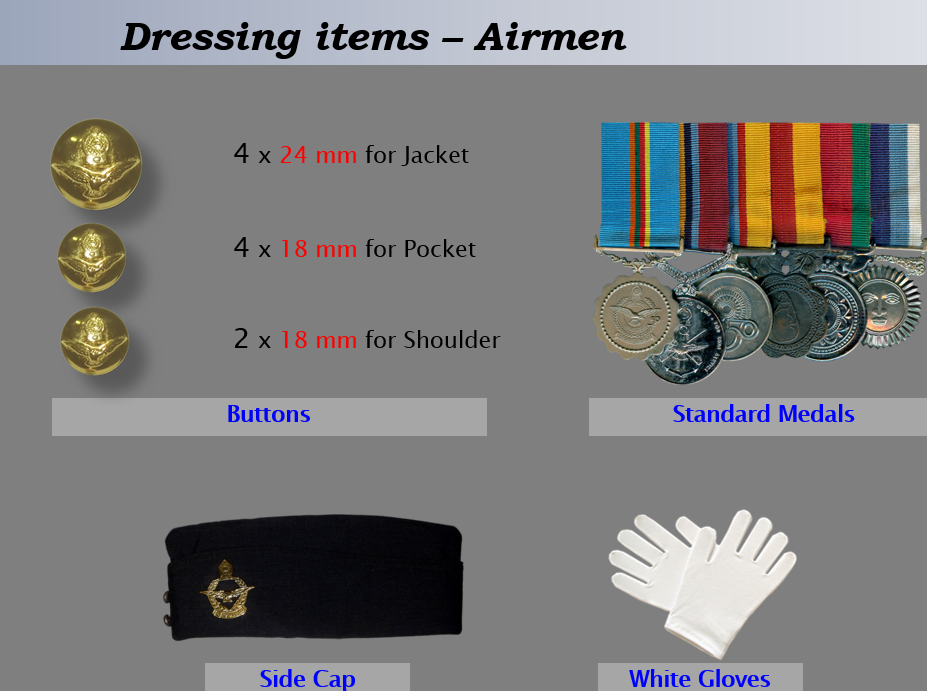 Dressing items – Airmen
4 x 24 mm for Jacket
4 x 18 mm for Pocket
2 x 18 mm for Shoulder
Buttons
Standard Medals
Side Cap
White Gloves